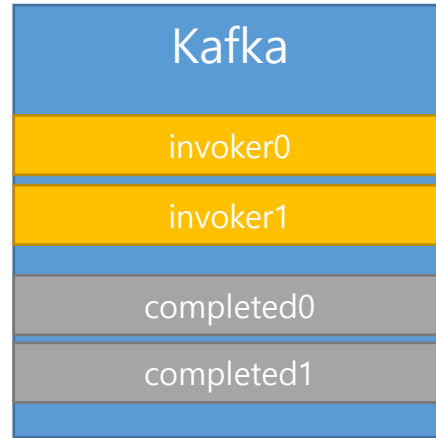 Kafka
invoker0
invoker1
completed0
completed1